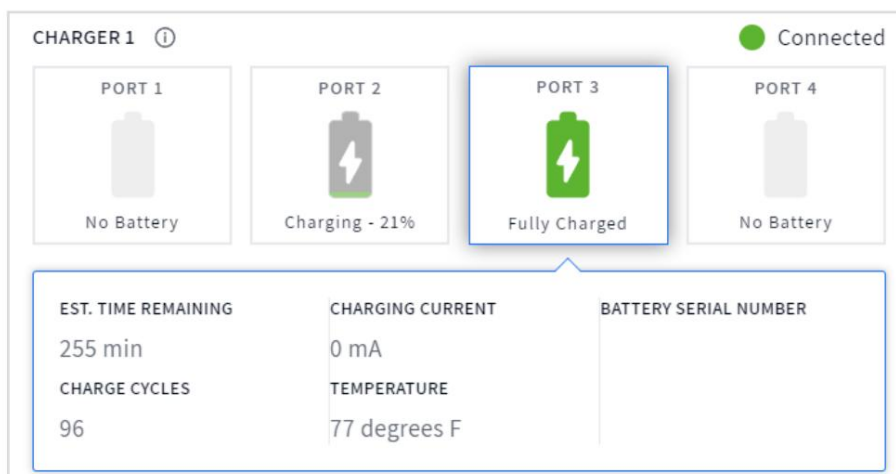 CHARGER 1
Connected
PORT 1
No Battery
PORT 2
Charging - 21%
PORT 3
Fully Charged
PORT 4
No Battery
EST. TIME REMAINING
255 min
CHARGE CYCLES
96
CHARGING CURRENT
0 mA
TEMPERATURE
77 degrees F
BATTERY SERIAL NUMBER